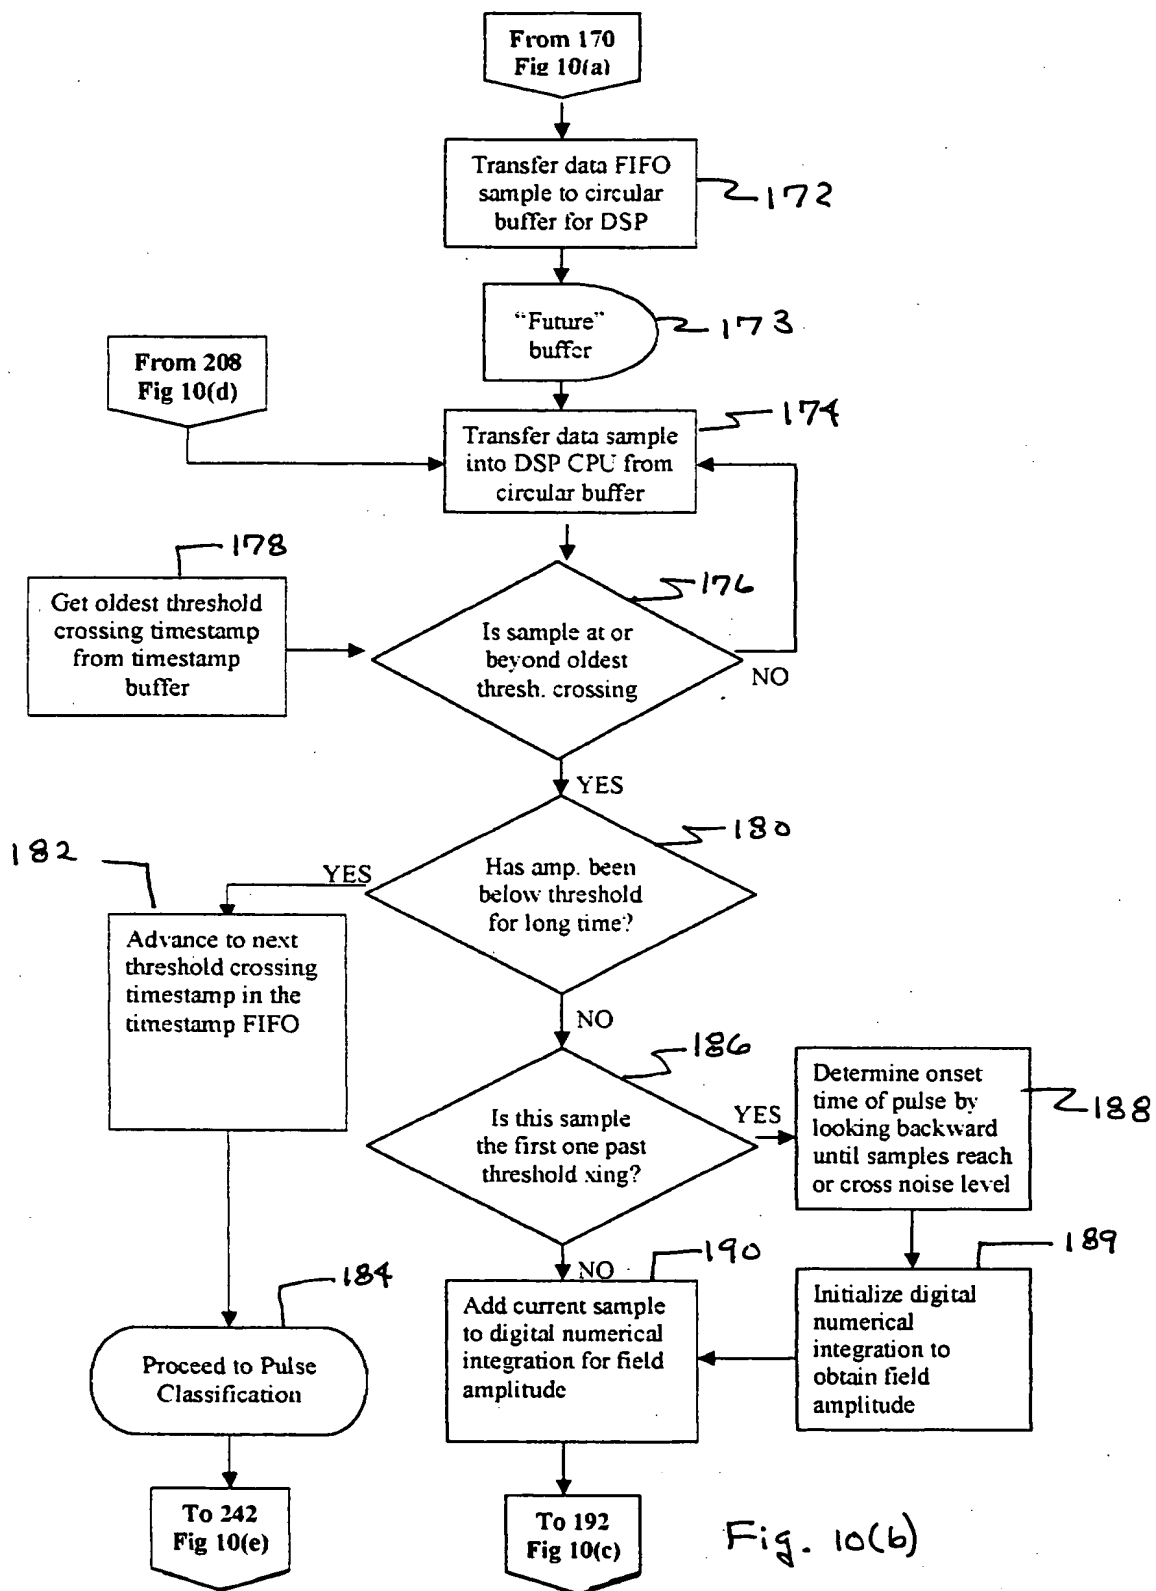 From 170
Fig 10(a)
Transfer data FIFO
sample to circular
buffer for DSP
172
“Future”
buffer
173
From 208
Fig 10(d)
174
Transfer data sample
into DSP CPU from
circular buffer
178
176
Get oldest threshold
crossing timestamp
from timestamp
buffer
Is sample at or
beyond oldest
thresh. crossing
NO
YES
180
182
YES
Has amp. been
below threshold
for long time?
Advance to next
threshold crossing
timestamp in the
timestamp FIFO
NO
186
Is this sample
the first one past
threshold xing?
YES
Determine onset
time of pulse by
looking backward
until samples reach
or cross noise level
188
NO
190
189
184
Add current sample
to digital numerical
integration for field
amplitude
Initialize digital
numerical
integration to
obtain field
amplitude
Proceed to Pulse
Classification
To 242
Fig 10(e)
To 192
Fig 10(c)
Fig. 10(b)